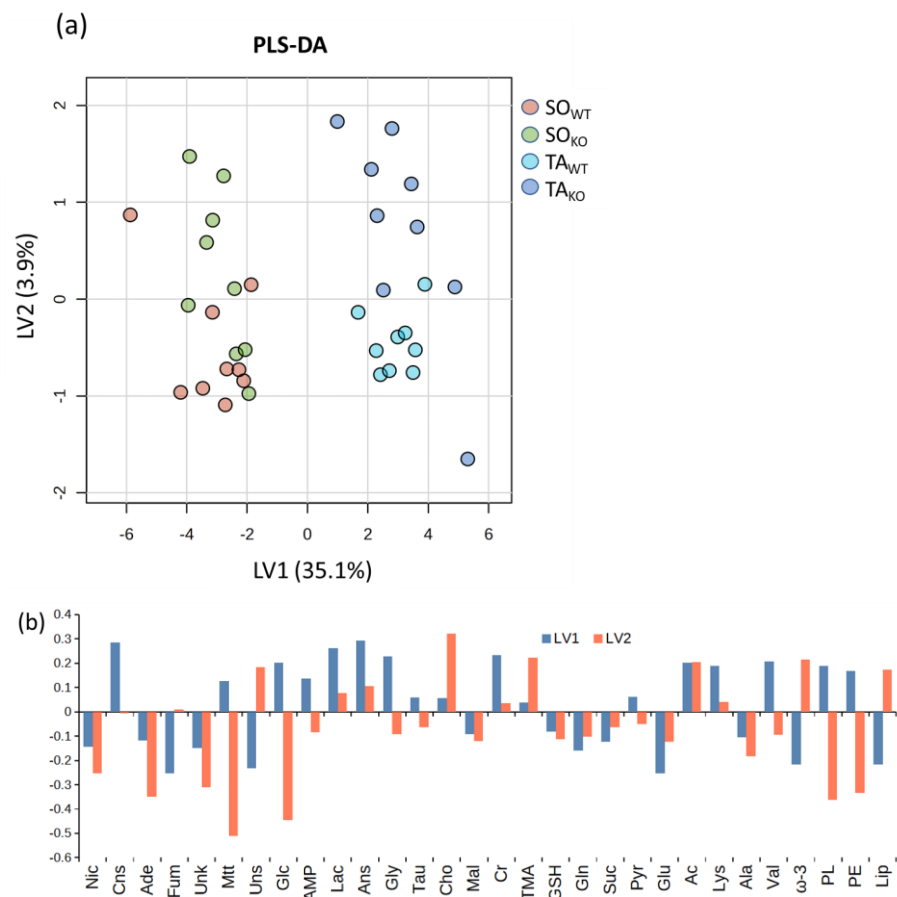 (a)
PLS-DA
SOWT
SOKO
TAWT
TAKO
2
1
0
-1
-2
LV2 (3.9%)
-6 -4 -2 0 2 4 6
LV1 (35.1%)
(b)
LV1 LV2
0.4
0.3
0.2
0.1
0
-0.1
-0.2
-0.3
-0.4
-0.5
-0.6
Nic Cns Ade Fum Unk Mtt Uns Glc AMP Lac Ans Gly Tau Cho Mal Cr TMA GSH Gln Suc Pyr Glu Ac Lys Ala Val ω-3 PL PE Lip